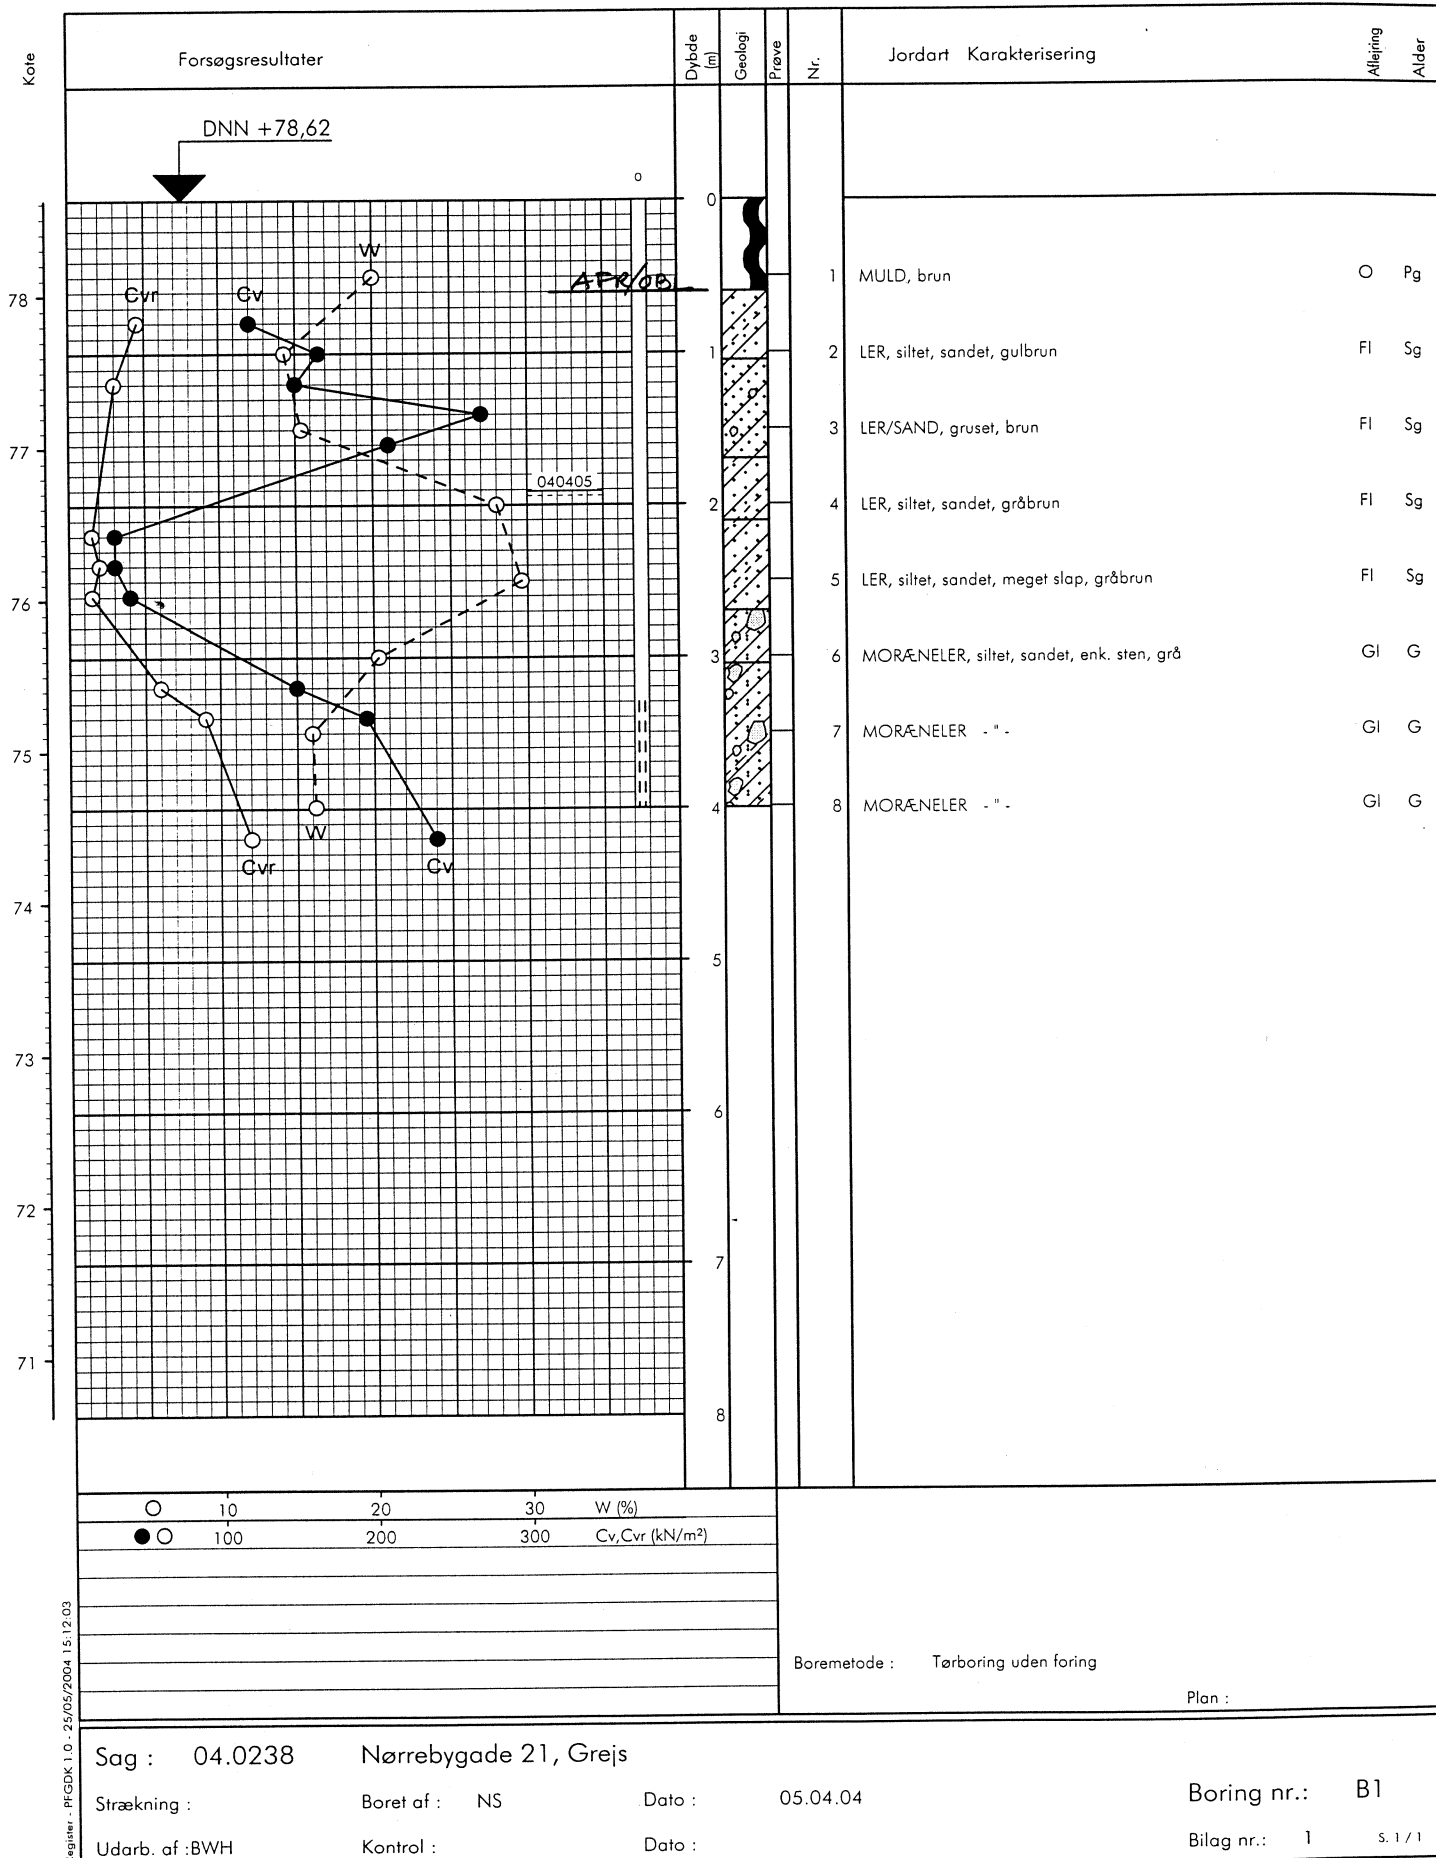 Kote
Forsøgsresultater
Dybde (m)
Geologi
Prøve
Nr.
Jordart Karakterisering
Aflejring
Alder
DNN +78,62
o
0
W
AFR/OB
Cvr
Cv
78
1 MULD, brun O Pg
1
2 LER, siltet, sandet, gulbrun Fl Sg
77
3 LER/SAND, gruset, brun Fl Sg
040405
2
4 LER, siltet, sandet, gråbrun Fl Sg
76
5 LER, siltet, sandet, meget slap, gråbrun Fl Sg
3
6 MORÆNELER, siltet, sandet, enk. sten, grå Gl G
75
7 MORÆNELER - " - Gl G
4
8 MORÆNELER - " - Gl G
W
Cvr
Cv
74
5
73
6
72
7
71
8
10 20 30 W (%)
100 200 300 Cv,Cvr (kN/m²)
Boremetode : Tørboring uden foring
Plan :
egister - PFGDK 1.0 - 25/05/2004 15:12:03
Sag : 04.0238 Nørrebygade 21, Grejs
Strækning : Boret af : NS Dato : 05.04.04 Boring nr.: B1
Udarb. af :BWH Kontrol : Dato : Bilag nr.: 1 S. 1 / 1